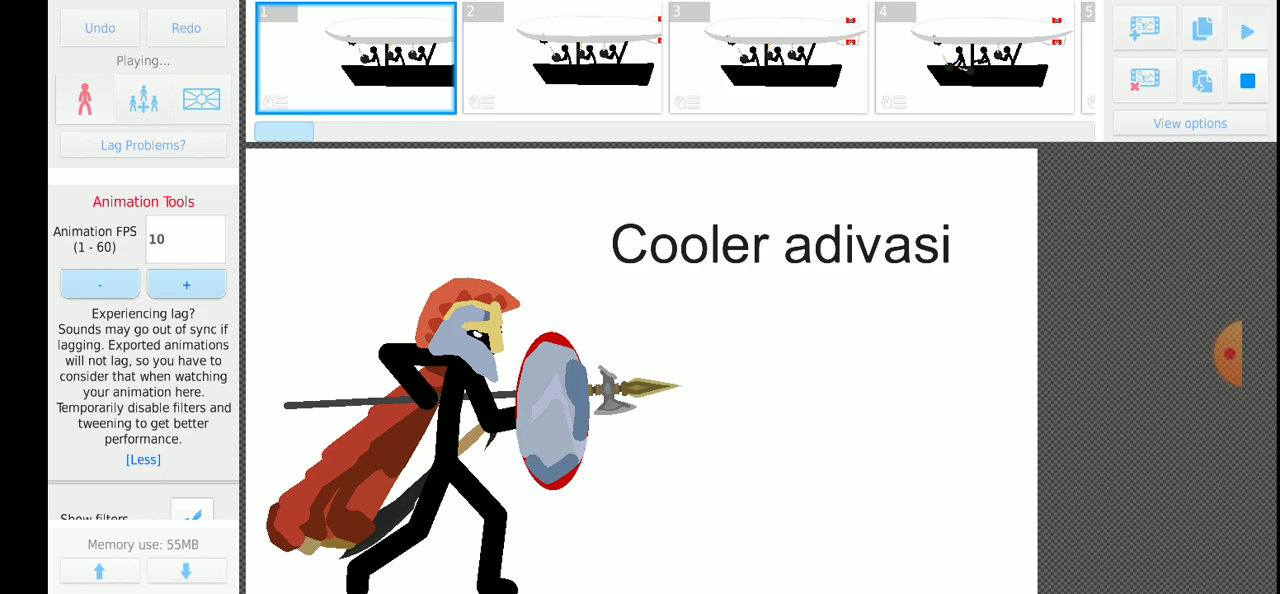 Undo
Redo
Playing...
Lag Problems?
Animation Tools
Animation FPS
(1 - 60)
10
-
+
Experiencing lag?
Sounds may go out of sync if
lagging. Exported animations
will not lag, so you have to
consider that when watching
your animation here.
Temporarily disable filters and
tweening to get better
performance.
[Less]
Show filters
Memory use: 55MB
1
2
3
4
5
View options
Cooler adivasi